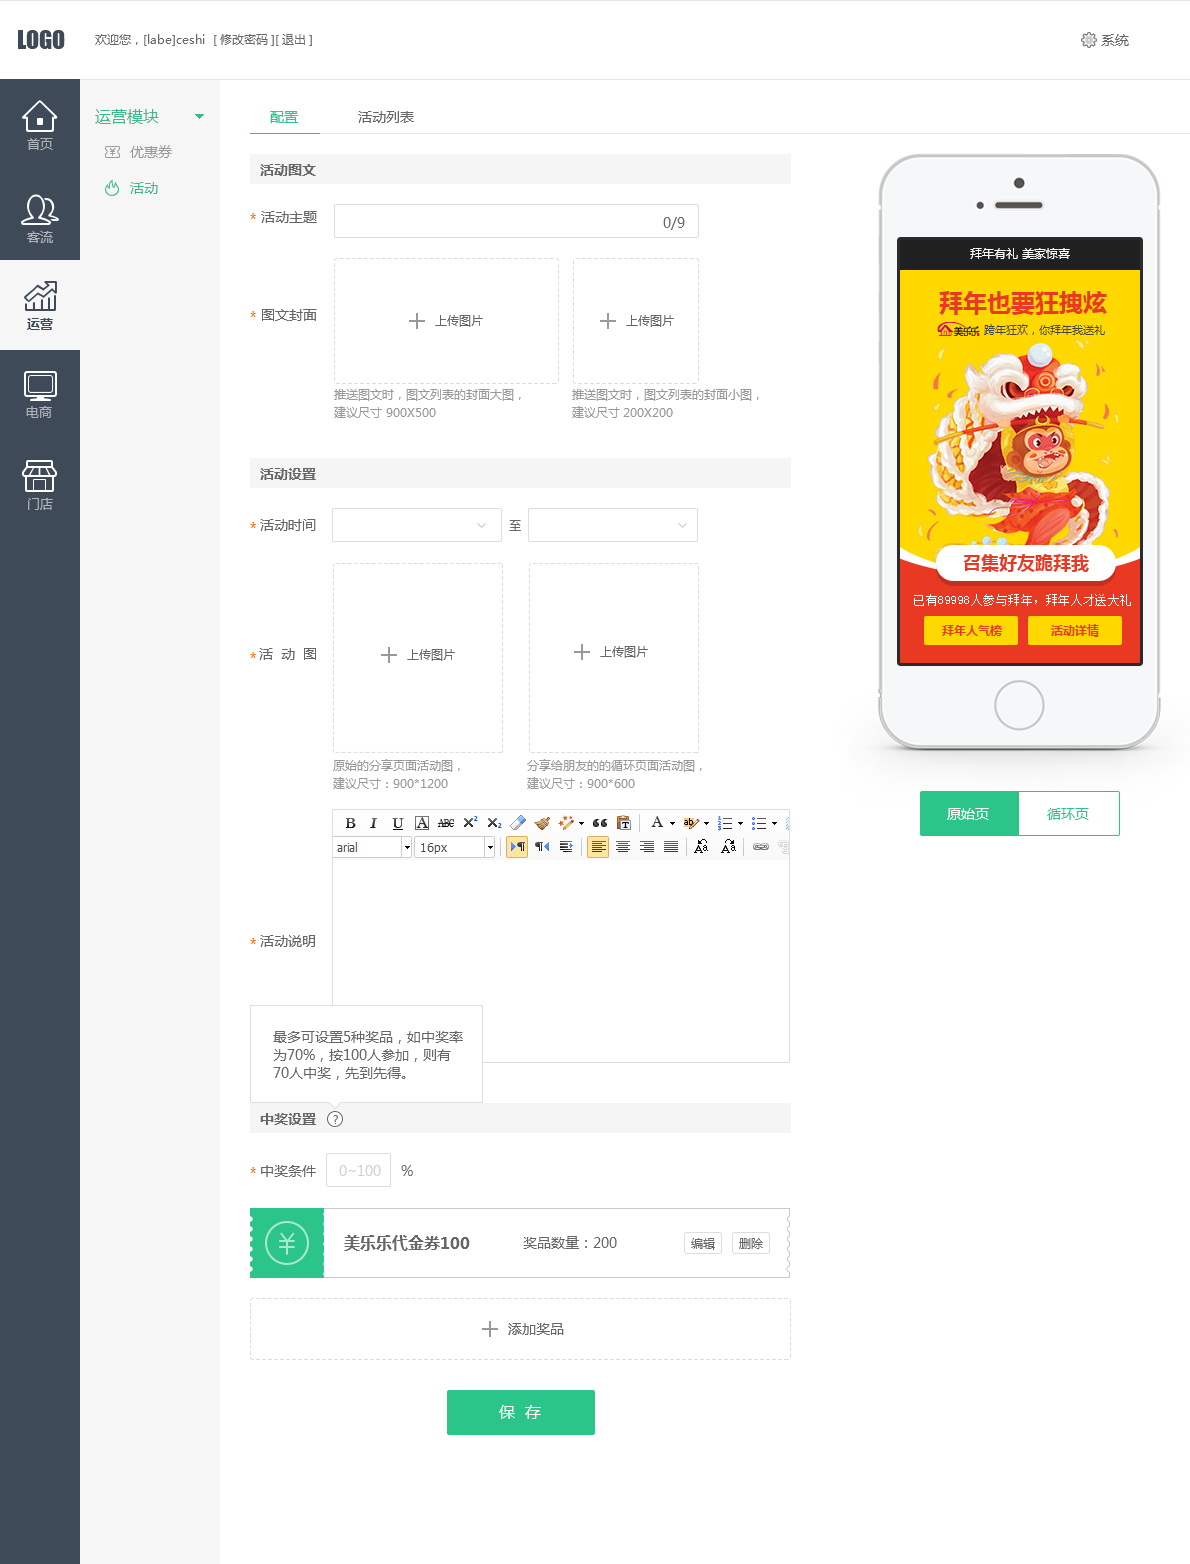 LOGO
欢迎您，[labe]ceshi [ 修改密码 ][ 退出 ]
系统
首页
客流
运营
电商
门店
运营模块
优惠券
活动
配置
活动列表
活动图文
* 活动主题
0/9
* 图文封面
上传图片
上传图片
推送图文时，图文列表的封面大图，
建议尺寸 900X500
推送图文时，图文列表的封面小图，
建议尺寸 200X200
活动设置
* 活动时间
至
* 活 动 图
上传图片
上传图片
原始的分享页面活动图，
建议尺寸：900*1200
分享给朋友的的循环页面活动图，
建议尺寸：900*600
B I U A ABC X² X₂
arial
16px
* 活动说明
最多可设置5种奖品，如中奖率
为70%，按100人参加，则有
70人中奖，先到先得。
中奖设置 ?
* 中奖条件
0~100
%
¥
美乐乐代金券100
奖品数量：200
编辑
删除
添加奖品
保 存
拜年有礼 美家惊喜
拜年也要狂拽炫
美乐乐 跨年狂欢，你拜年我送礼
召集好友跪拜我
已有89998人参与拜年，拜年人才送大礼
拜年人气榜
活动详情
原始页
循环页